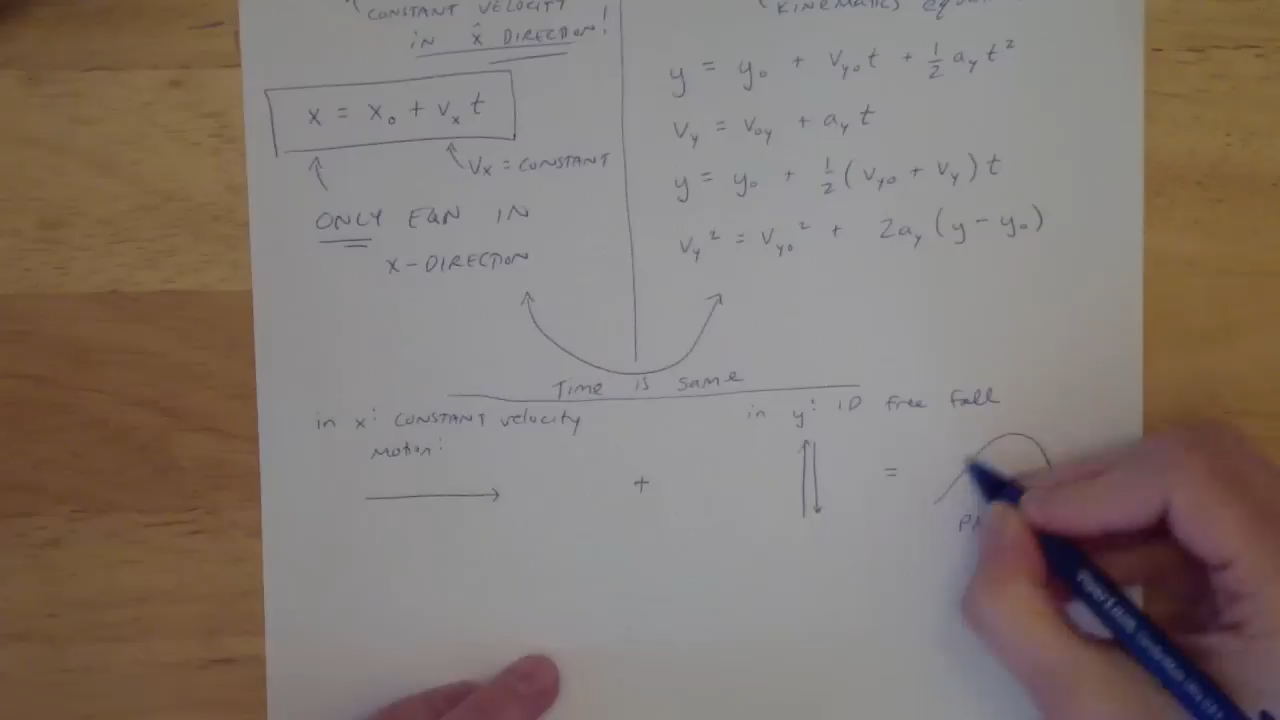 CONSTANT VELOCITY
in x̂ DIRECTION!
x = x₀ + vₓ t
Vₓ = CONSTANT
ONLY EQN IN
X-DIRECTION
KINEMATICS
y = y₀ + v_y₀ t + ½ a_y t²
v_y = v₀y + a_y t
y = y₀ + ½ (v_y₀ + v_y) t
v_y² = v_y₀² + 2a_y (y - y₀)
Time is same
in x: CONSTANT velocity
Motion:
+
in y: 1D free fall
=